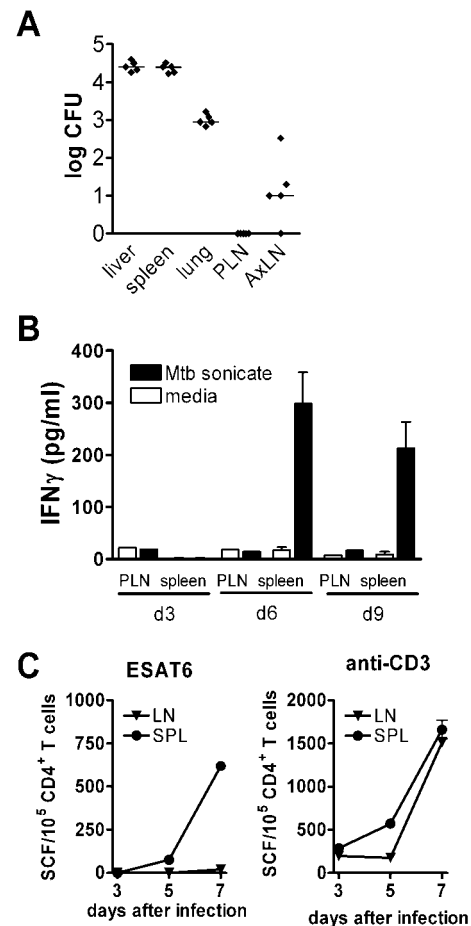 A
log CFU
5
4
3
2
1
0
liver
spleen
lung
PLN
AxLN
B
IFNγ (pg/ml)
400
300
200
100
0
Mtb sonicate
media
PLN spleen PLN spleen PLN spleen
d3 d6 d9
C
ESAT6
SCF/10⁵ CD4⁺ T cells
1000
750
500
250
0
LN
SPL
3 5 7
days after infection
anti-CD3
SCF/10⁵ CD4⁺ T cells
2000
1500
1000
500
0
LN
SPL
3 5 7
days after infection